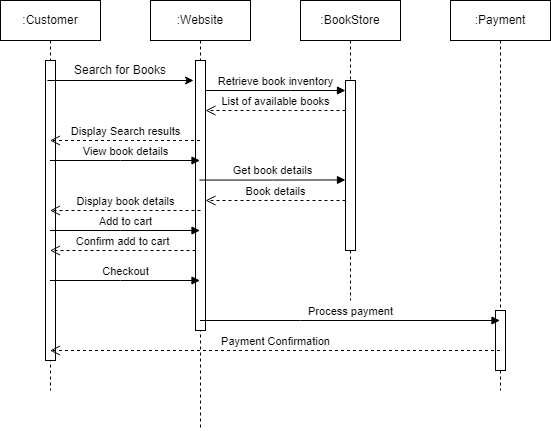 :Customer
:Website
:BookStore
:Payment
Search for Books
Retrieve book inventory
List of available books
Display Search results
View book details
Get book details
Book details
Display book details
Add to cart
Confirm add to cart
Checkout
Process payment
Payment Confirmation